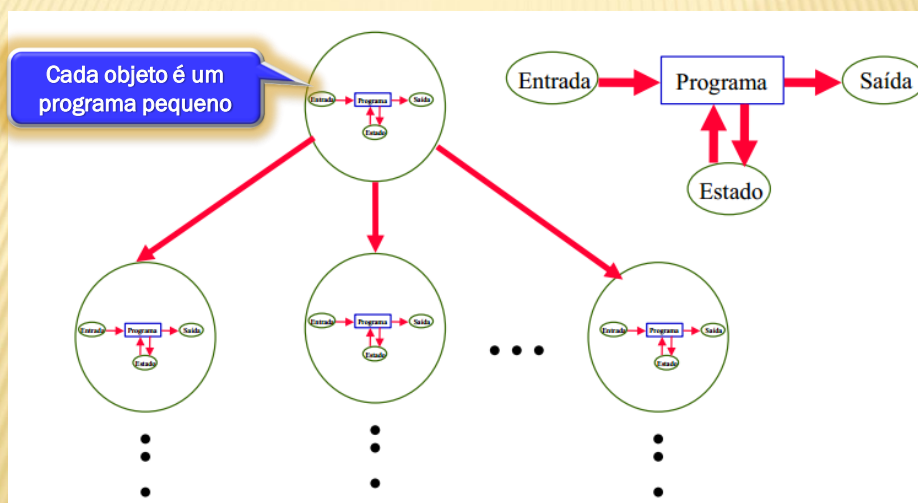 Cada objeto é um
programa pequeno
Entrada
Programa
Saída
Estado
Entrada
Programa
Saída
Estado
Entrada
Programa
Saída
Estado
Entrada
Programa
Saída
Estado
Entrada
Programa
Saída
Estado